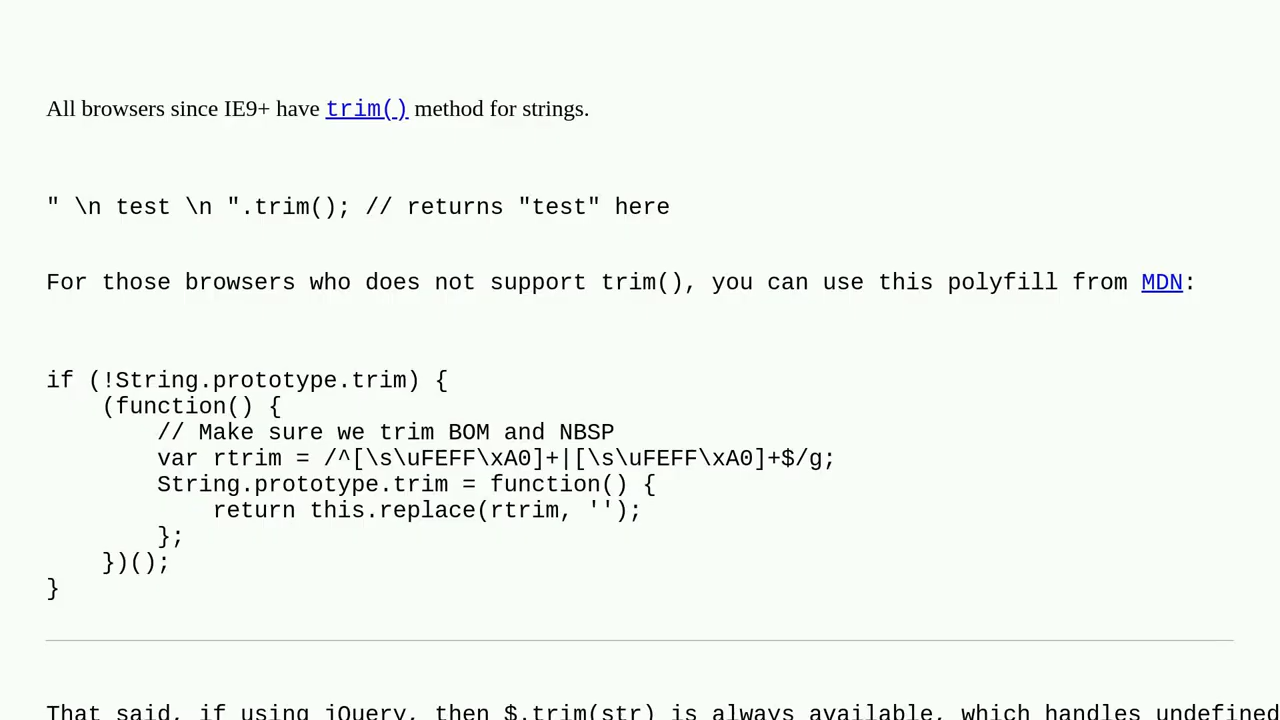 All browsers since IE9+ have trim() method for strings.
" \n test \n ".trim(); // returns "test" here
For those browsers who does not support trim(), you can use this polyfill from MDN:
if (!String.prototype.trim) {
    (function() {
        // Make sure we trim BOM and NBSP
        var rtrim = /^[\s\uFEFF\xA0]+|[\s\uFEFF\xA0]+$/g;
        String.prototype.trim = function() {
            return this.replace(rtrim, '');
        };
    })();
}
That said, if using jQuery, then $.trim(str) is always available, which handles undefined